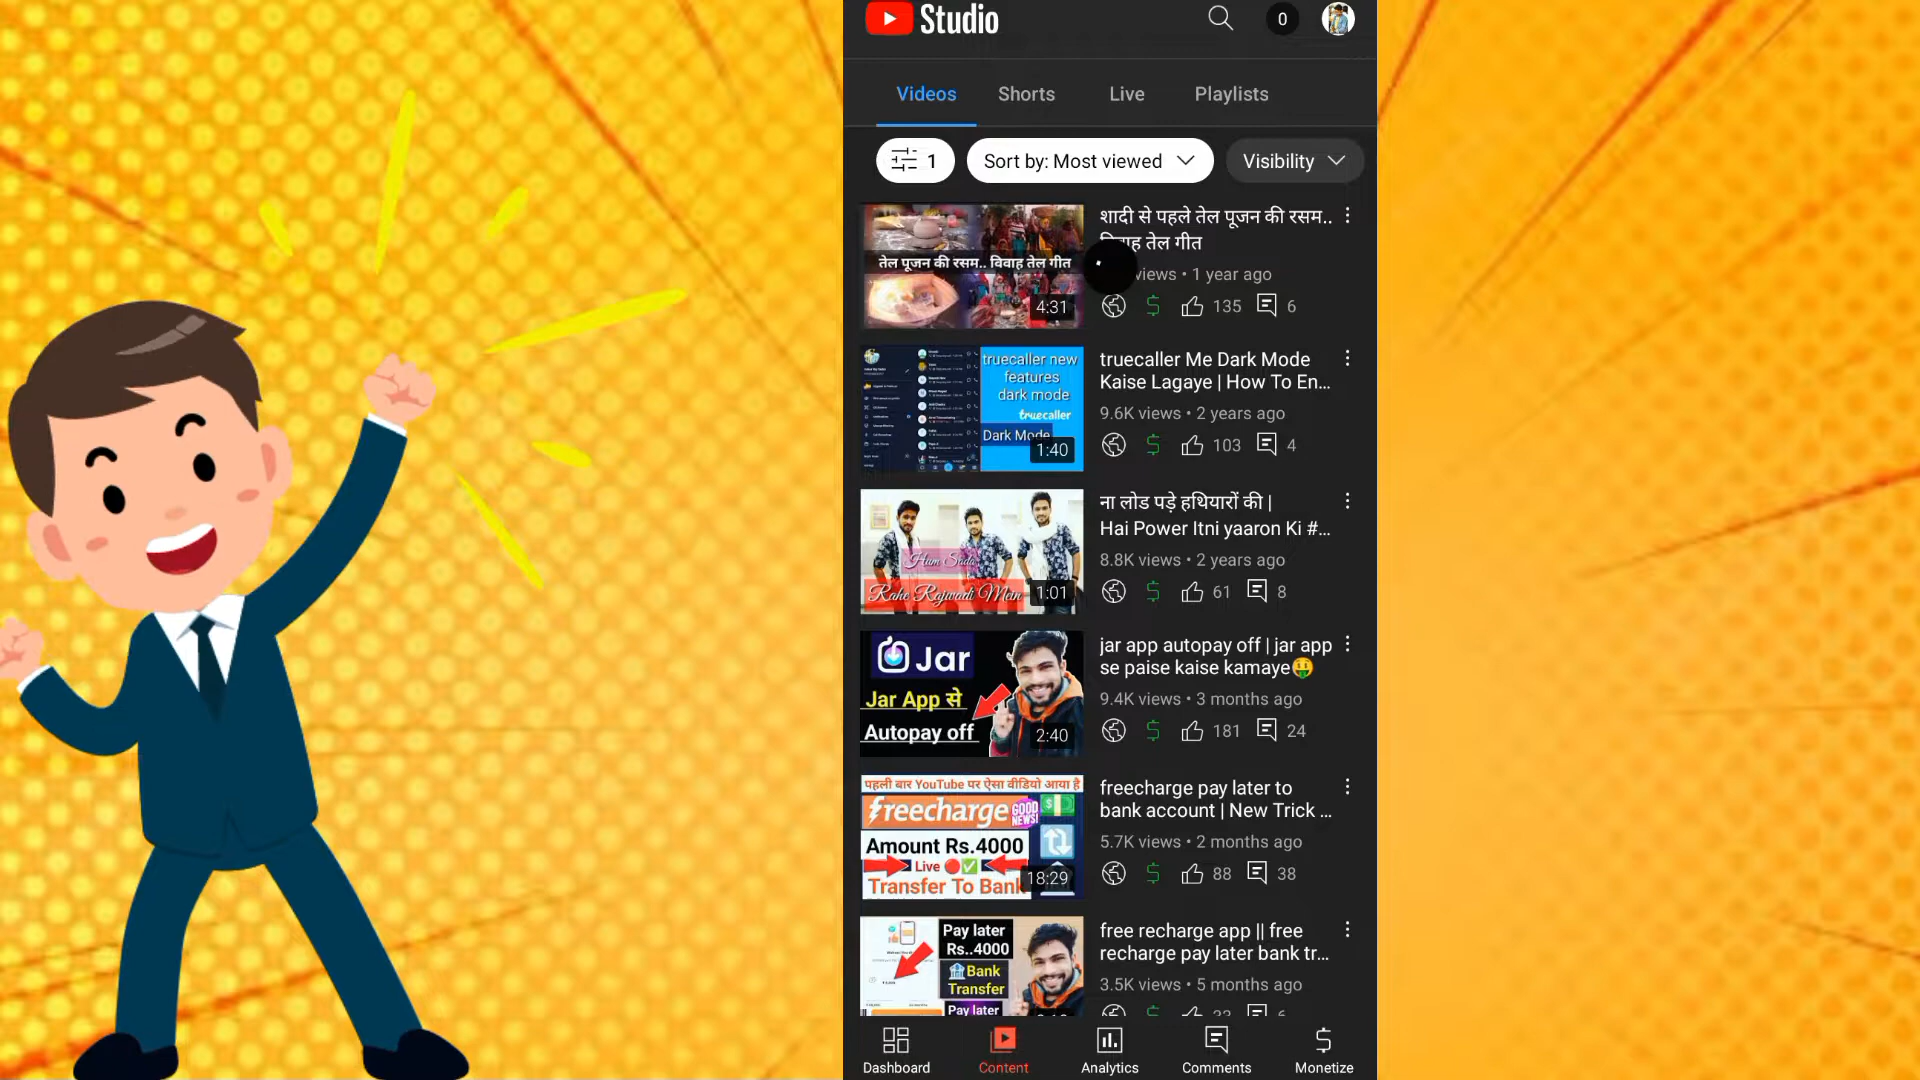 Studio
0
Videos Shorts Live Playlists
1 Sort by: Most viewed Visibility
तेल पूजन की रसम.. विवाह तेल गीत
4:31
शादी से पहले तेल पूजन की रसम..
तेल गीत
views • 1 year ago
135 6
truecaller new
features
dark mode
truecaller
Dark Mode
1:40
truecaller Me Dark Mode
Kaise Lagaye | How To En...
9.6K views • 2 years ago
103 4
Hum Sada
Rahe Rajwadi Mein
1:01
ना लोड पड़े हथियारों की |
Hai Power Itni yaaron Ki #...
8.8K views • 2 years ago
61 8
Jar
Jar App से
Autopay off
2:40
jar app autopay off | jar app
se paise kaise kamaye🤑
9.4K views • 3 months ago
181 24
पहली बार YouTube पर ऐसा वीडियो आया है
freecharge GOOD NEWS!
Amount Rs.4000
Live
Transfer To Bank
18:29
freecharge pay later to
bank account | New Trick ...
5.7K views • 2 months ago
88 38
Pay later
Rs..4000
Bank
Transfer
Pay later
free recharge app || free
recharge pay later bank tr...
3.5K views • 5 months ago
Dashboard Content Analytics Comments Monetize